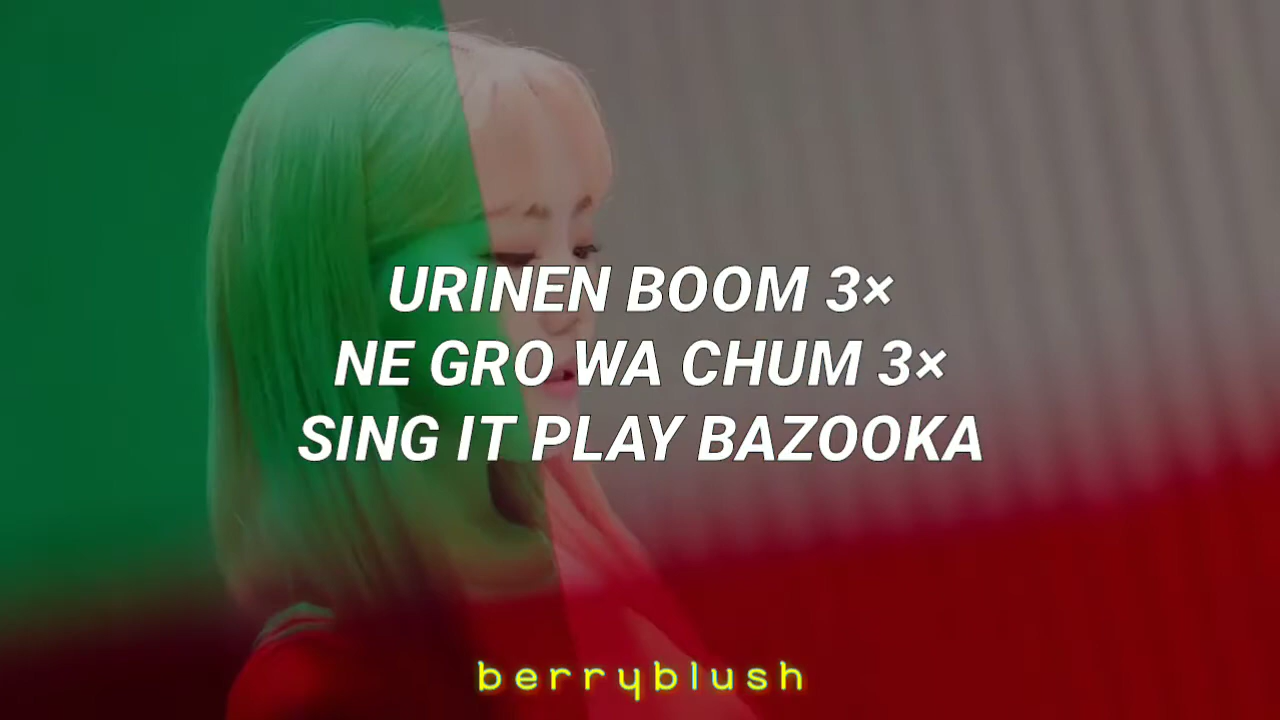 URINEN BOOM 3×
NE GRO WA CHUM 3×
SING IT PLAY BAZOOKA
berryblush